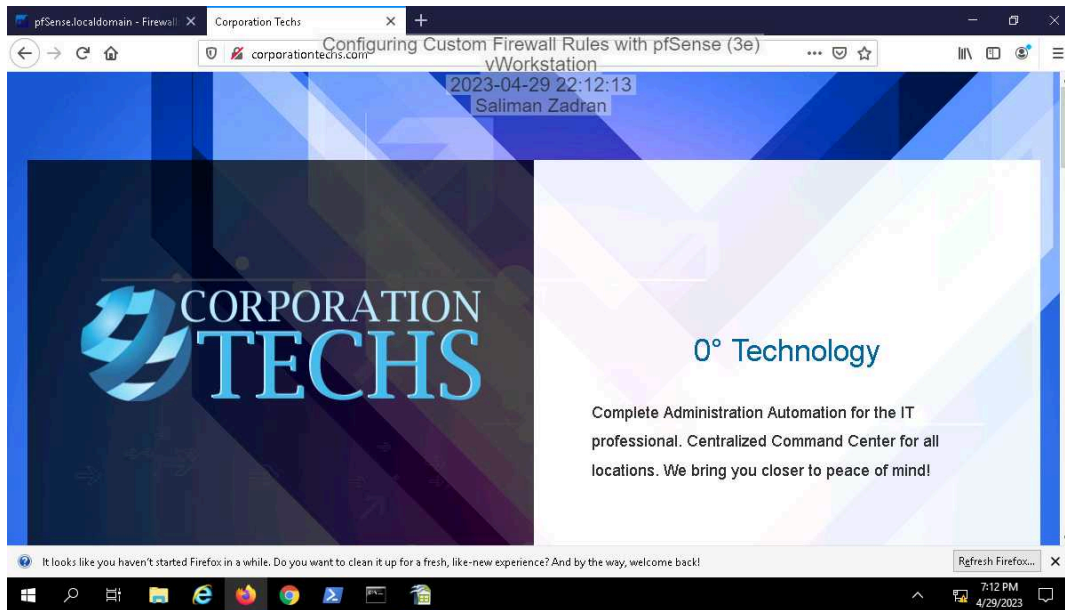 pfSense.localdomain - Firewall
Corporation Techs
corporationtechs.com
Configuring Custom Firewall Rules with pfSense (3e)
vWorkstation
2023-04-29 22:12:13
Saliman Zadran
CORPORATION
TECHS
0° Technology
Complete Administration Automation for the IT
professional. Centralized Command Center for all
locations. We bring you closer to peace of mind!
It looks like you haven't started Firefox in a while. Do you want to clean it up for a fresh, like-new experience? And by the way, welcome back!
Refresh Firefox...
7:12 PM
4/29/2023